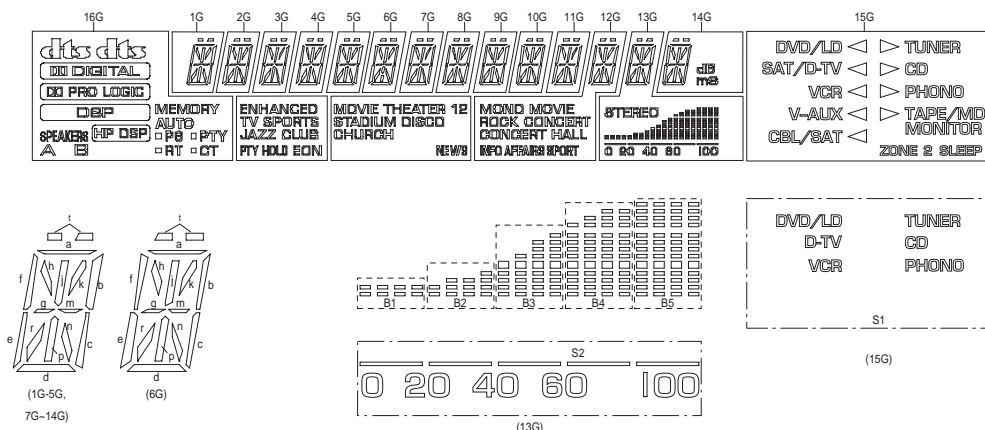 16G 1G 2G 3G 4G 5G 6G 7G 8G 9G 10G 11G 12G 13G 14G 15G
dts dts
DIGITAL
PRO LOGIC
DSP
MEMORY
AUTO
SPEAKERS HP DSP PS PTY
A B RT CT
ENHANCED
TV SPORTS
JAZZ CLUB
PTY HOLD EON
MOVIE THEATER 12
STADIUM DISCO
CHURCH
NEWS
MONO MOVIE
ROCK CONCERT
CONCERT HALL
INFO AFFAIRS SPORT
dB
mS
STEREO
0 20 40 60 100
DVD/LD TUNER
SAT/D-TV CD
VCR PHONO
V-AUX TAPE/MD
MONITOR
CBL/SAT
ZONE 2 SLEEP
t
a
f h j k b
g m
e r n c
p
d
(1G-5G,
7G~14G)
t
a
f h j k b
g m
e r n c
p
d
(6G)
B1 B2 B3 B4 B5
S2
0 20 40 60 100
(13G)
DVD/LD TUNER
D-TV CD
VCR PHONO
S1
(15G)